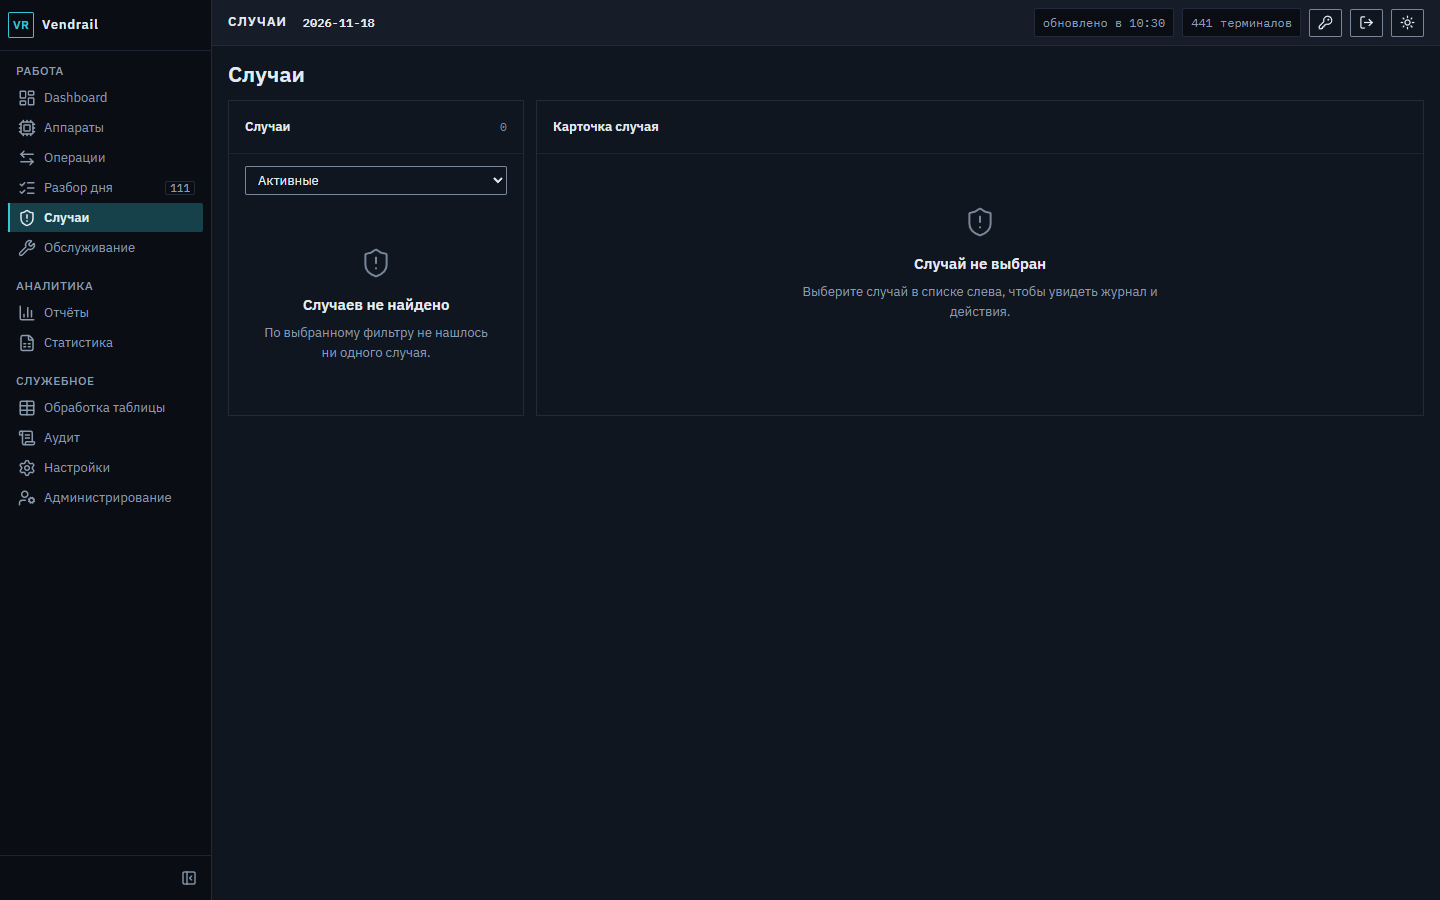 VR Vendrail
РАБОТА
Dashboard
Аппараты
Операции
Разбор дня 111
Случаи
Обслуживание
АНАЛИТИКА
Отчёты
Статистика
СЛУЖЕБНОЕ
Обработка таблицы
Аудит
Настройки
Администрирование
СЛУЧАИ 2026-11-18 обновлено в 10:30 441 терминалов
Случаи
Случаи 0
Активные
Случаев не найдено
По выбранному фильтру не нашлось
ни одного случая.
Карточка случая
Случай не выбран
Выберите случай в списке слева, чтобы увидеть журнал и
действия.